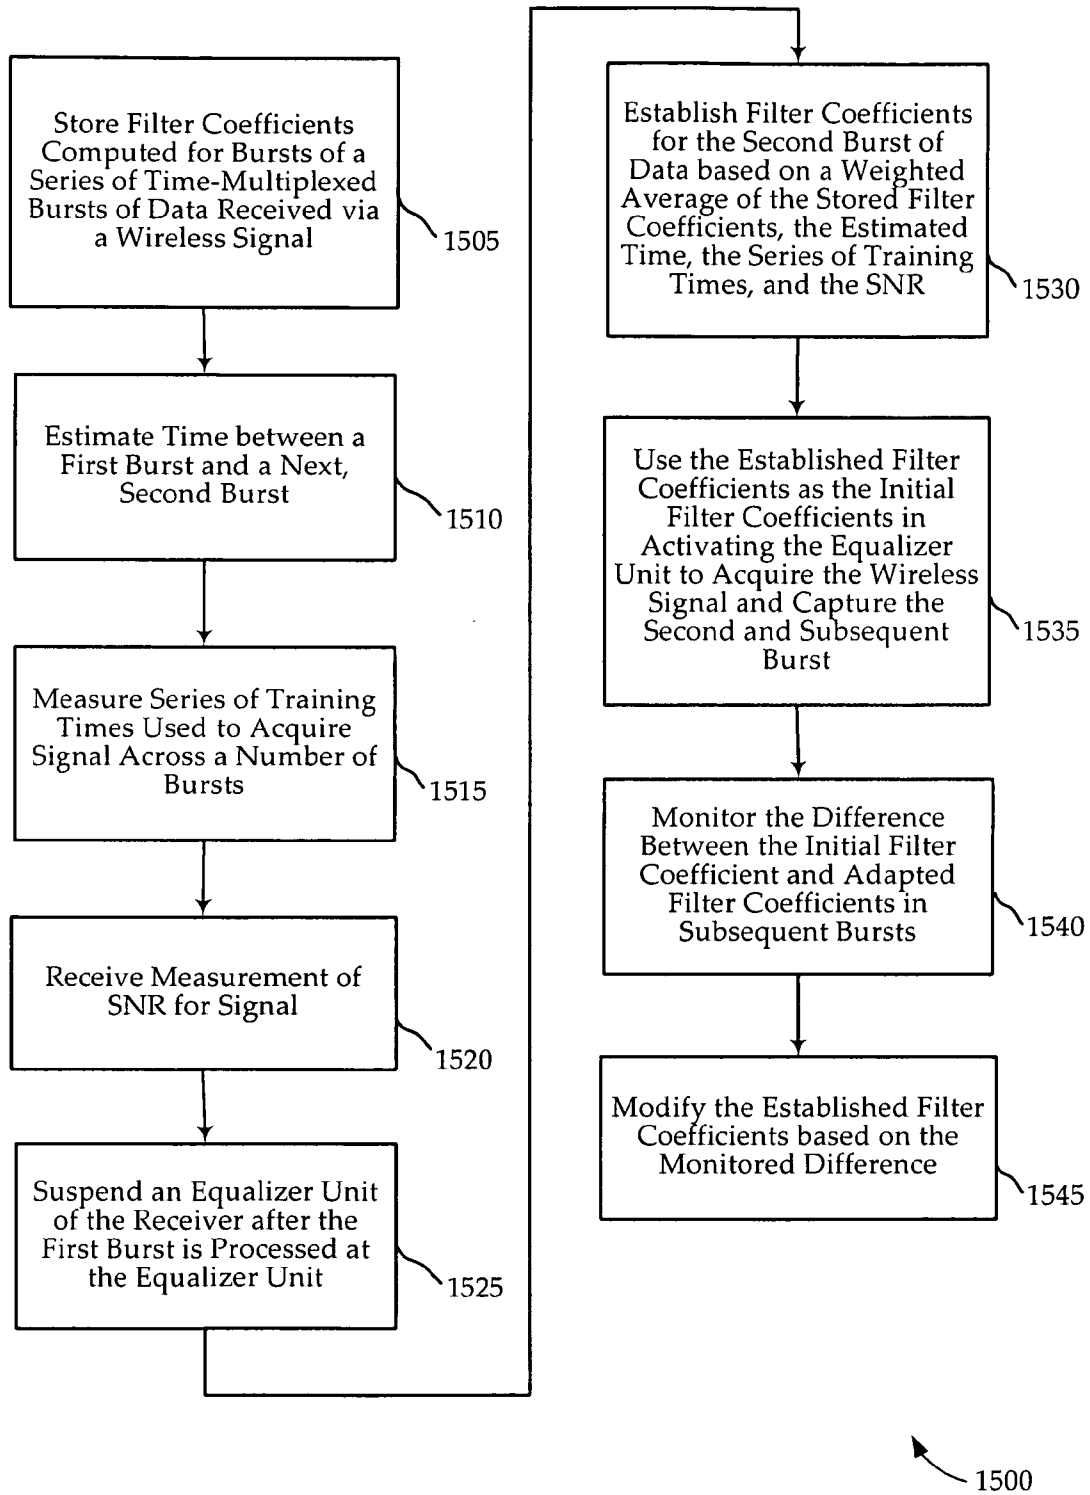 Store Filter Coefficients
Computed for Bursts of a
Series of Time-Multiplexed
Bursts of Data Received via
a Wireless Signal
1505
Estimate Time between a
First Burst and a Next,
Second Burst
1510
Measure Series of Training
Times Used to Acquire
Signal Across a Number of
Bursts
1515
Receive Measurement of
SNR for Signal
1520
Suspend an Equalizer Unit
of the Receiver after the
First Burst is Processed at
the Equalizer Unit
1525
Establish Filter Coefficients
for the Second Burst of
Data based on a Weighted
Average of the Stored Filter
Coefficients, the Estimated
Time, the Series of Training
Times, and the SNR
1530
Use the Established Filter
Coefficients as the Initial
Filter Coefficients in
Activating the Equalizer
Unit to Acquire the Wireless
Signal and Capture the
Second and Subsequent
Burst
1535
Monitor the Difference
Between the Initial Filter
Coefficient and Adapted
Filter Coefficients in
Subsequent Bursts
1540
Modify the Established Filter
Coefficients based on the
Monitored Difference
1545
1500